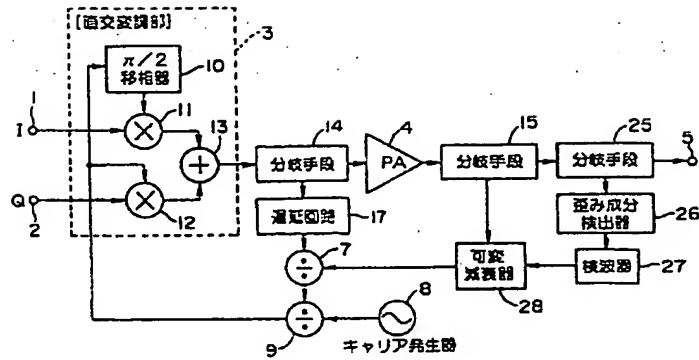 [直交変調部]
3
π/2
移相器
10
1
I
11
×
13
+
14
分岐手段
4
PA
15
分岐手段
25
分岐手段
5
Q
2
×
12
遅延回路
17
歪み成分
検出器
26
÷
7
可変
減衰器
28
検波器
27
÷
9
8
キャリア発生器